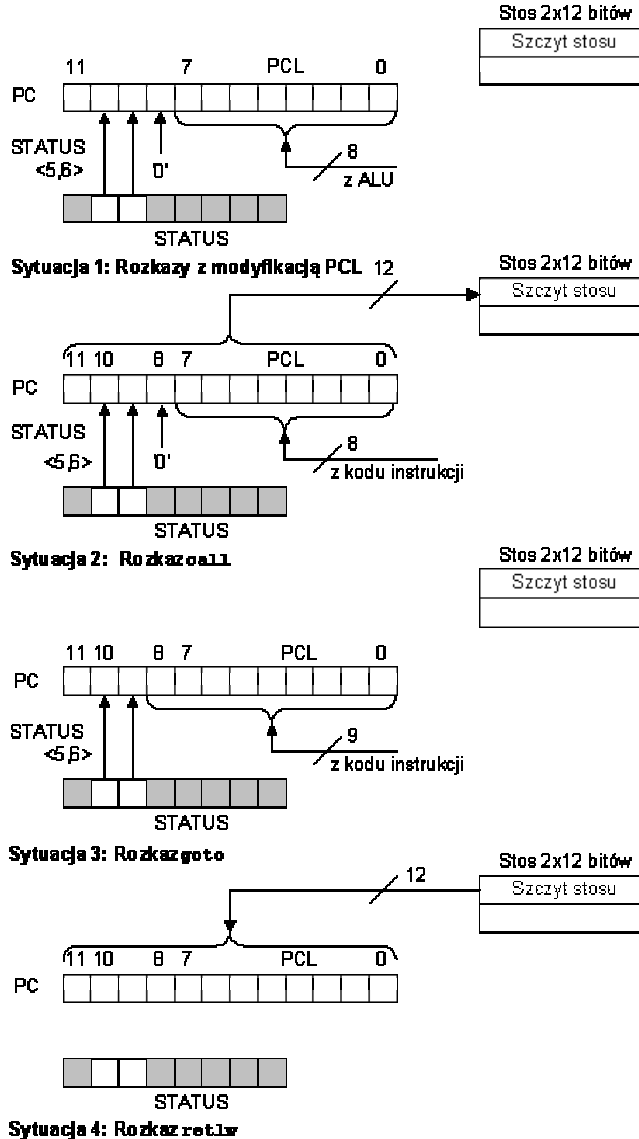 Stos 2x12 bitów
Szczyt stosu
11 7 PCL 0
PC
STATUS
<5,6>
'0'
8
z ALU
STATUS
Sytuacja 1: Rozkazy z modyfikacją PCL
12
Stos 2x12 bitów
Szczyt stosu
11 10 8 7 PCL 0
PC
STATUS
<5,6>
'0'
8
z kodu instrukcji
STATUS
Sytuacja 2: Rozkaz call
Stos 2x12 bitów
Szczyt stosu
11 10 8 7 PCL 0
PC
STATUS
<5,6>
9
z kodu instrukcji
STATUS
Sytuacja 3: Rozkaz goto
Stos 2x12 bitów
Szczyt stosu
12
11 10 8 7 PCL 0
PC
STATUS
Sytuacja 4: Rozkaz retlw